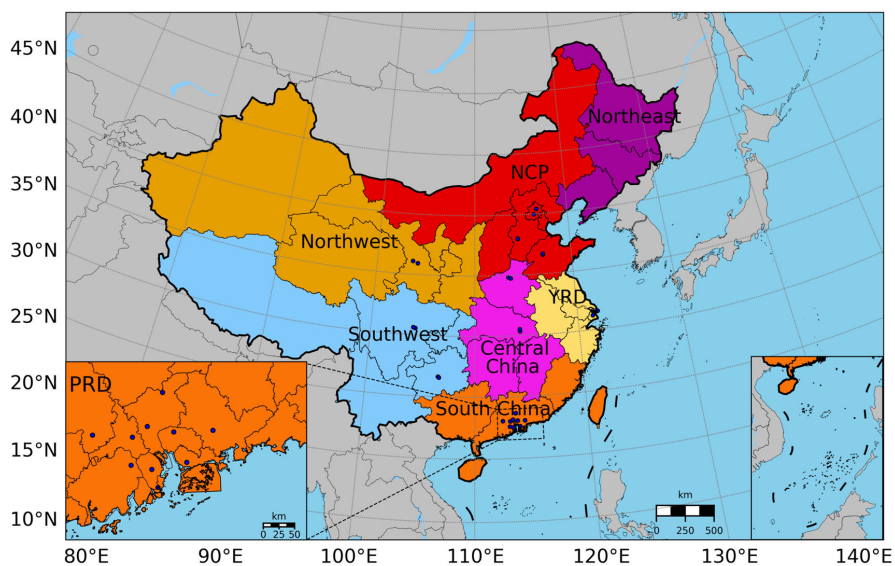 45°N
40°N
35°N
30°N
25°N
20°N
15°N
10°N
Northeast
NCP
Northwest
YRD
Southwest
Central
China
South China
PRD
km
0 25 50
km
0 250 500
80°E
90°E
100°E
110°E
120°E
130°E
140°E